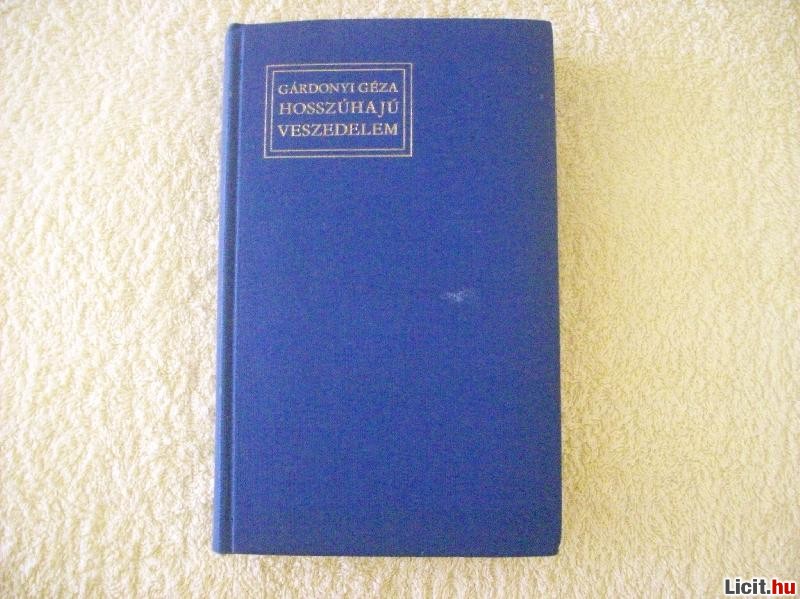 GÁRDONYI GÉZA
HOSSZÚHAJÚ
VESZEDELEM
Licit.hu